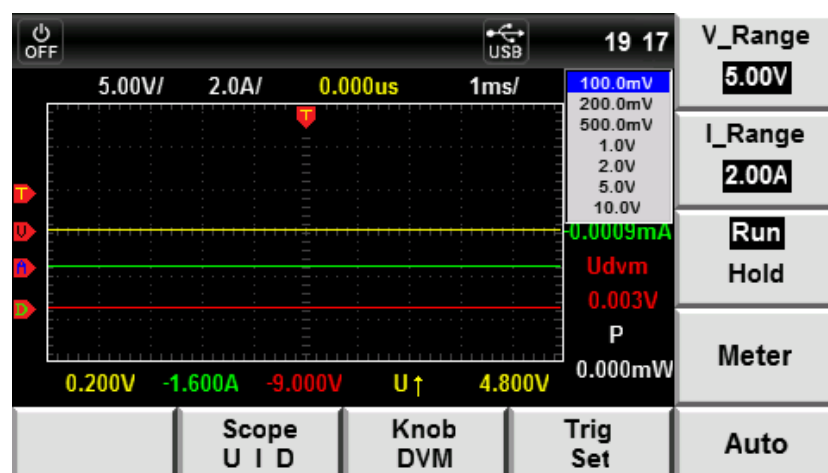 OFF
USB
19 17
5.00V/ 2.0A/ 0.000us 1ms/
T
100.0mV
200.0mV
500.0mV
1.0V
2.0V
5.0V
10.0V
T
U
A
D
-0.0009mA
Udvm
0.003V
P
0.000mW
0.200V -1.600A -9.000V U↑ 4.800V
V_Range
5.00V
I_Range
2.00A
Run
Hold
Meter
Auto
Scope
U I D
Knob
DVM
Trig
Set